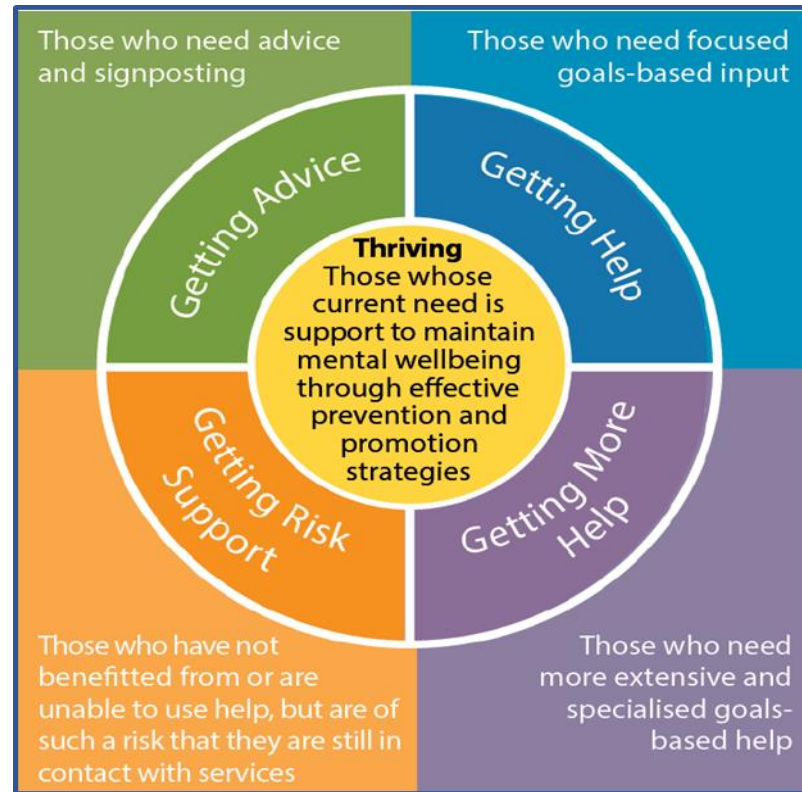 Those who need advice
and signposting
Those who need focused
goals-based input
Getting Advice
Getting Help
Thriving
Those whose
current need is
support to maintain
mental wellbeing
through effective
prevention and
promotion
strategies
Getting Risk
Support
Getting More
Help
Those who have not
benefitted from or are
unable to use help, but are of
such a risk that they are still in
contact with services
Those who need
more extensive and
specialised goals-
based help